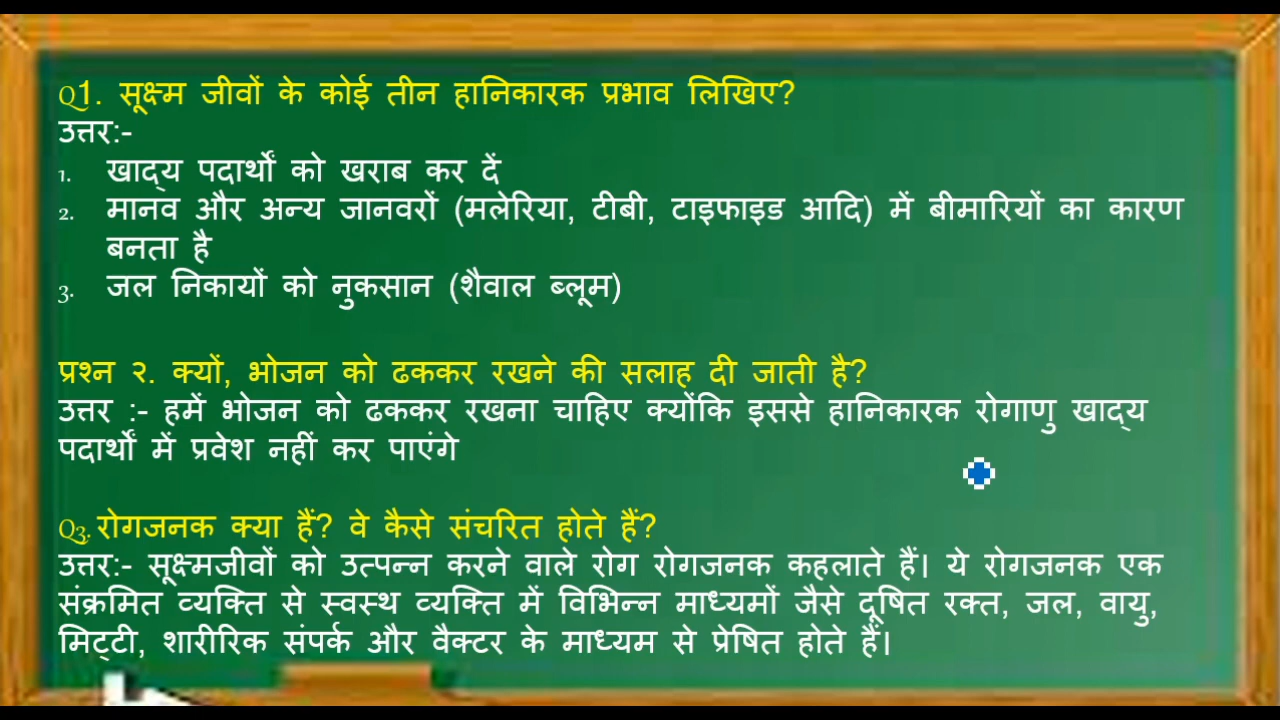 Q1. सूक्ष्म जीवों के कोई तीन हानिकारक प्रभाव लिखिए?
उत्तर:-
1. खाद्य पदार्थों को खराब कर दें
2. मानव और अन्य जानवरों (मलेरिया, टीबी, टाइफाइड आदि) में बीमारियों का कारण
बनता है
3. जल निकायों को नुकसान (शैवाल ब्लूम)
प्रश्न २. क्यों, भोजन को ढककर रखने की सलाह दी जाती है?
उत्तर :- हमें भोजन को ढककर रखना चाहिए क्योंकि इससे हानिकारक रोगाणु खाद्य
पदार्थों में प्रवेश नहीं कर पाएंगे
Q3. रोगजनक क्या हैं? वे कैसे संचरित होते हैं?
उत्तर:- सूक्ष्मजीवों को उत्पन्न करने वाले रोग रोगजनक कहलाते हैं। ये रोगजनक एक
संक्रमित व्यक्ति से स्वस्थ व्यक्ति में विभिन्न माध्यमों जैसे दूषित रक्त, जल, वायु,
मिट्टी, शारीरिक संपर्क और वैक्टर के माध्यम से प्रेषित होते हैं।